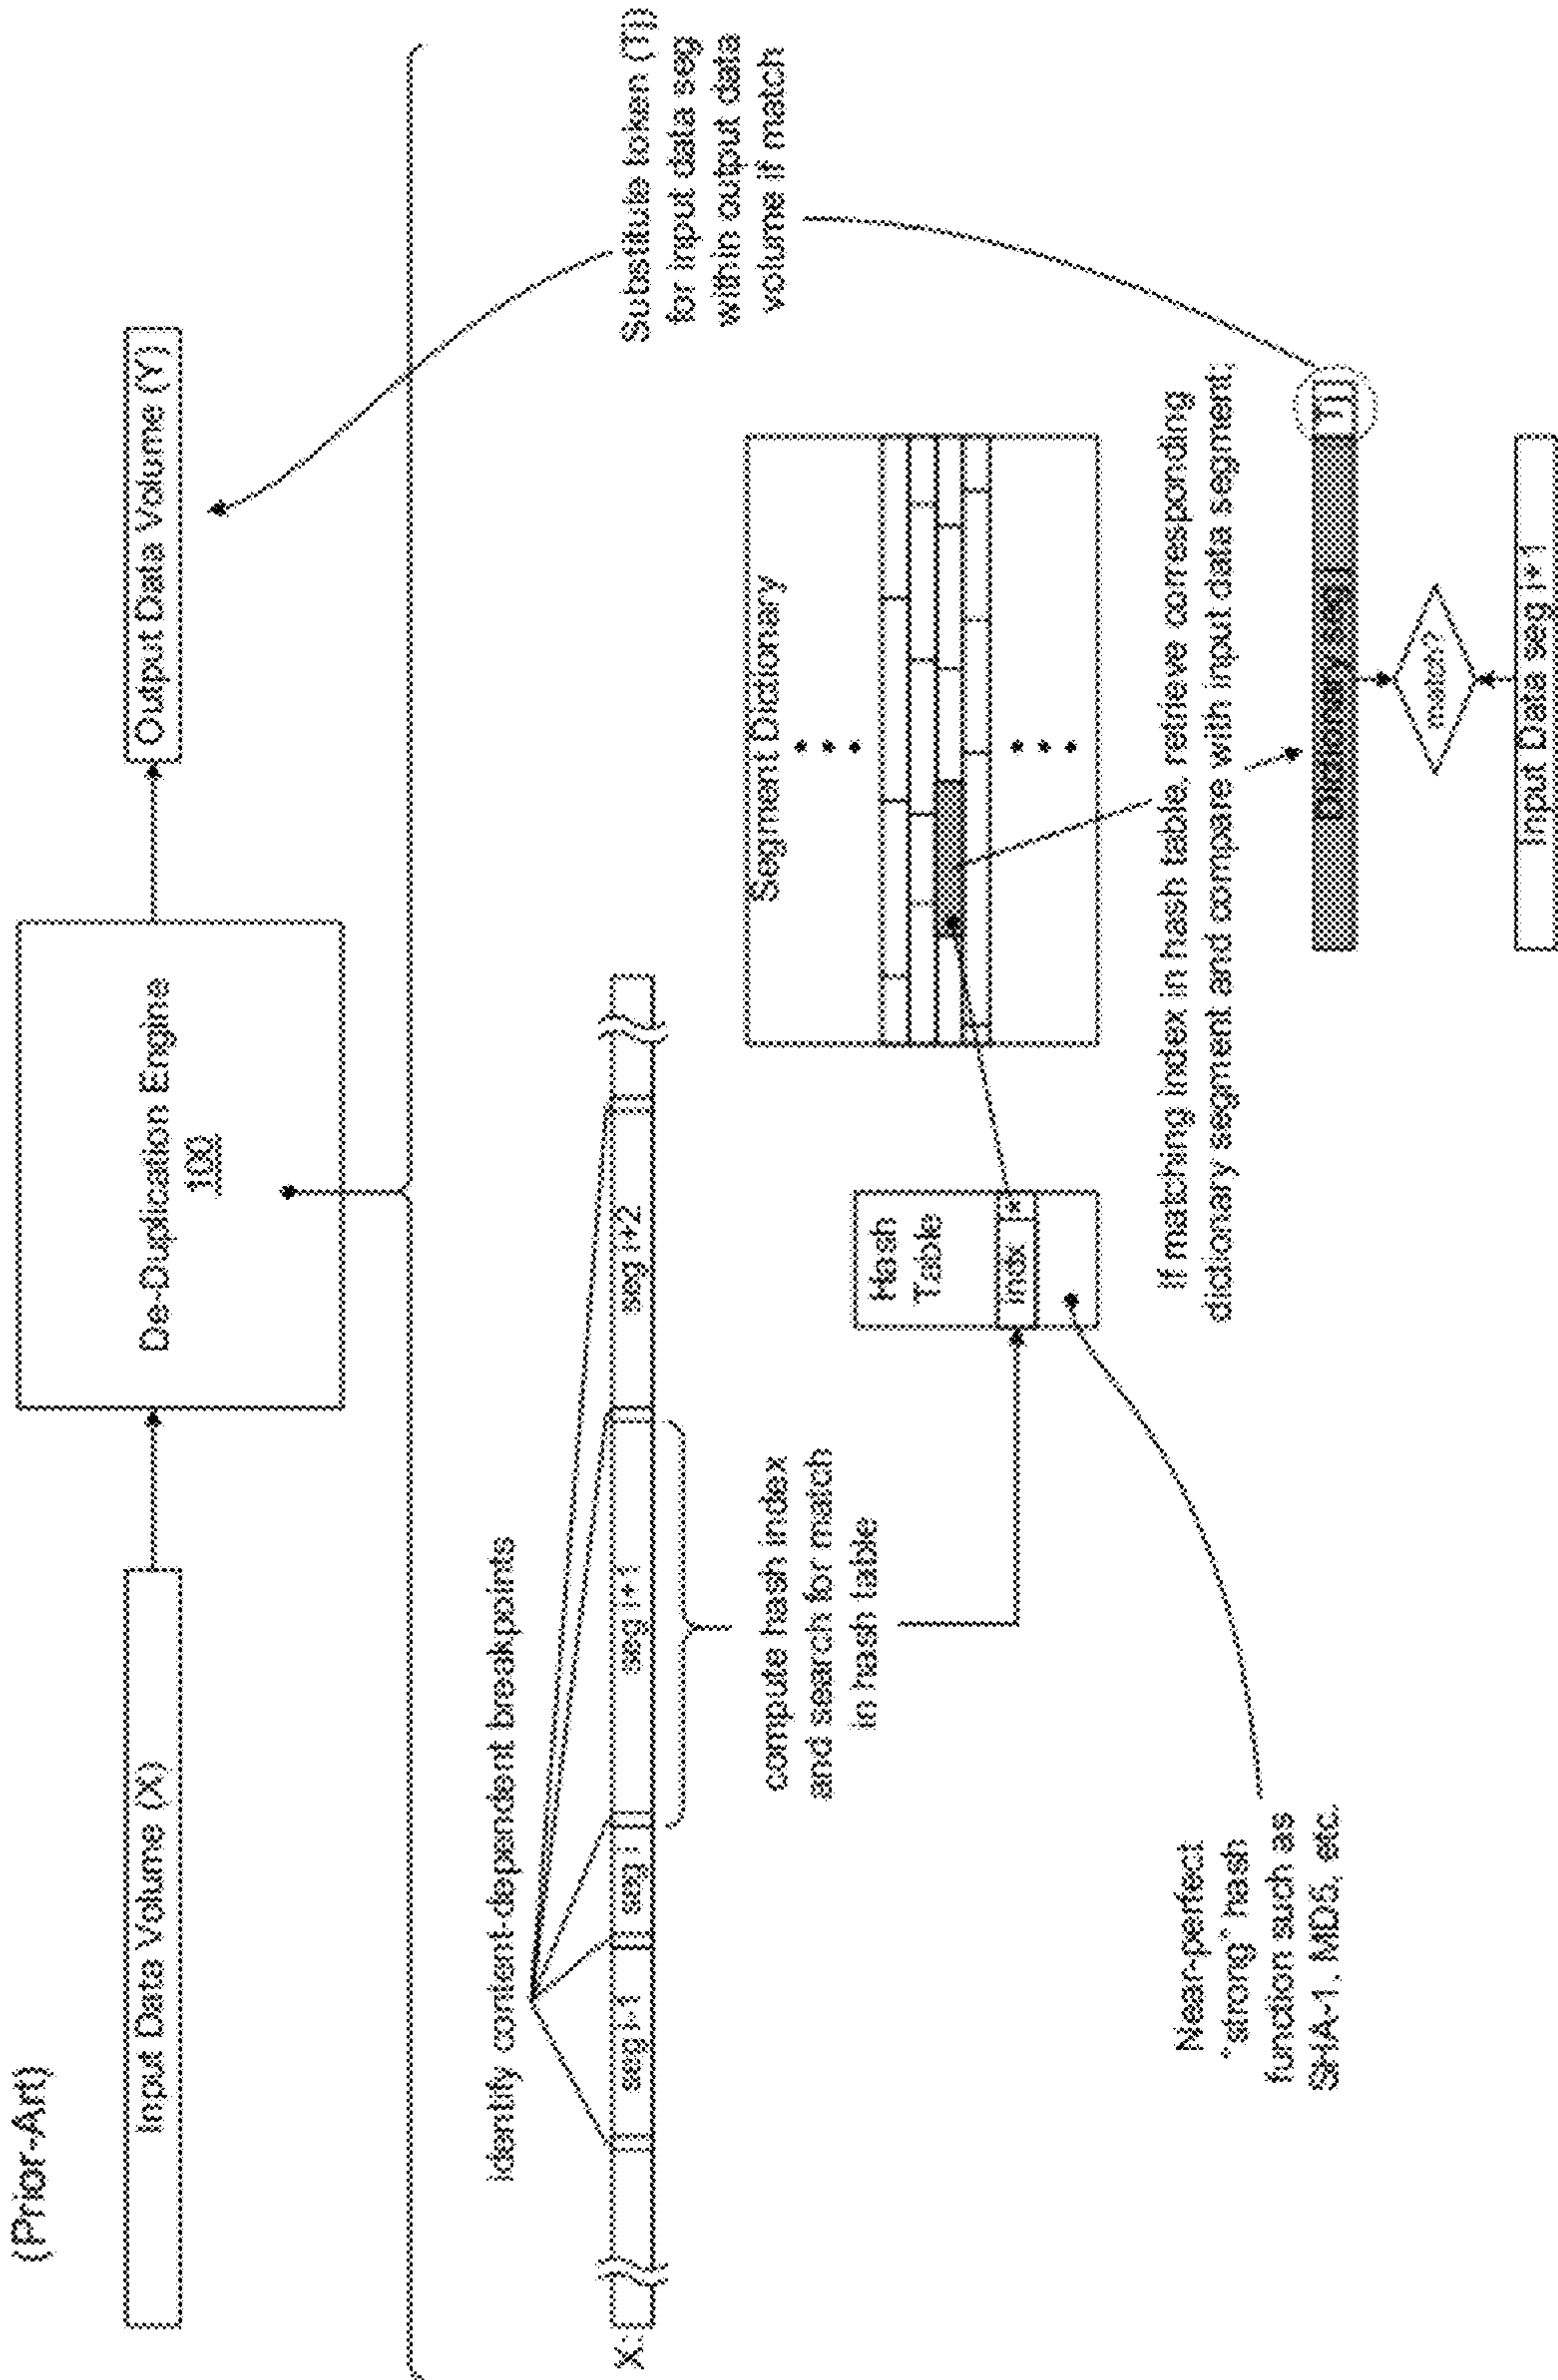 (Prior-Art)
Input Data Volume (X)
De-Duplication Engine
100
Output Data Volume (Y)
identify content-dependent breakpoints
X:
seg i-1
seg i
seg i+1
seg i+2
compute hash index
and search for match
in hash table
Near-perfect
"strong" hash
function such as
SHA-1, MD5, etc.
Hash
Table
indx
*
Segment Dictionary
Substitute token (Tj)
for input data seg
within output data
volume if match
If matching index in hash table, retrieve corresponding
dictionary segment and compare with input data segment;
Dictionary seg j
Tj
match?
Input Data seg i+1